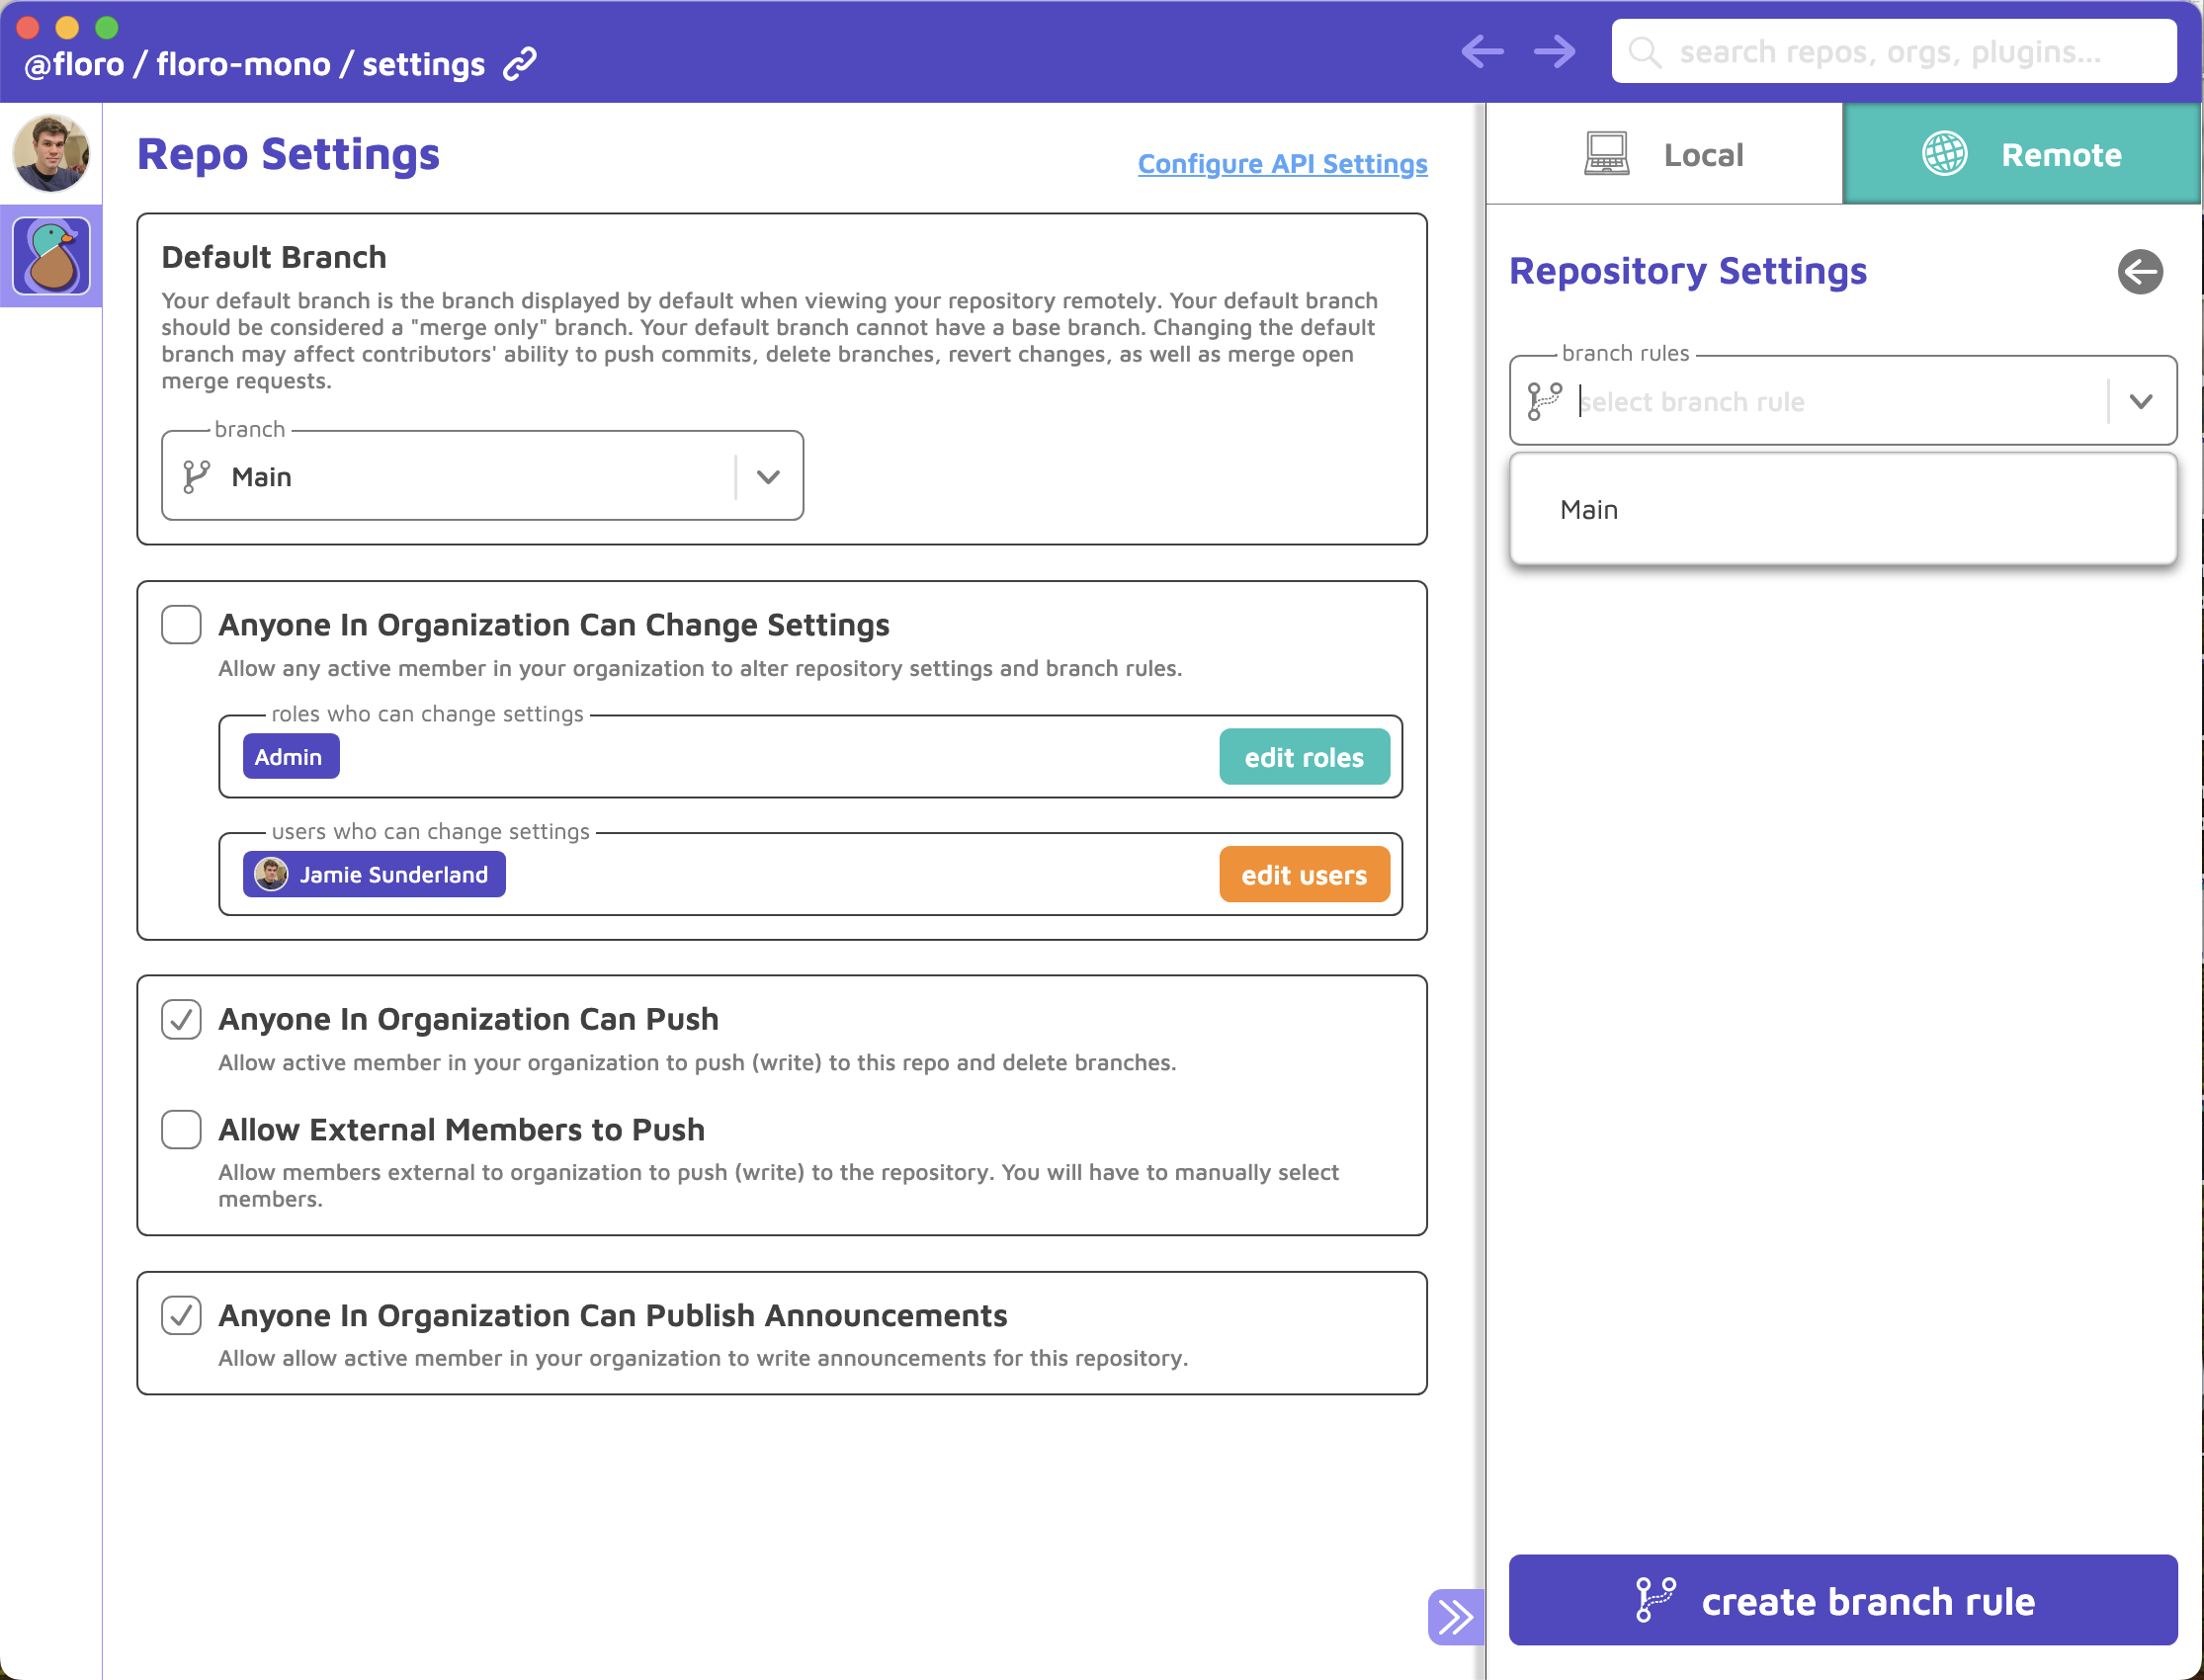 @floro / floro-mono / settings
search repos, orgs, plugins...
Repo Settings
Configure API Settings
Default Branch
Your default branch is the branch displayed by default when viewing your repository remotely. Your default branch
should be considered a "merge only" branch. Your default branch cannot have a base branch. Changing the default
branch may affect contributors' ability to push commits, delete branches, revert changes, as well as merge open
merge requests.
branch
Main
Anyone In Organization Can Change Settings
Allow any active member in your organization to alter repository settings and branch rules.
roles who can change settings
Admin
edit roles
users who can change settings
Jamie Sunderland
edit users
Anyone In Organization Can Push
Allow active member in your organization to push (write) to this repo and delete branches.
Allow External Members to Push
Allow members external to organization to push (write) to the repository. You will have to manually select
members.
Anyone In Organization Can Publish Announcements
Allow allow active member in your organization to write announcements for this repository.
Local
Remote
Repository Settings
branch rules
select branch rule
Main
create branch rule